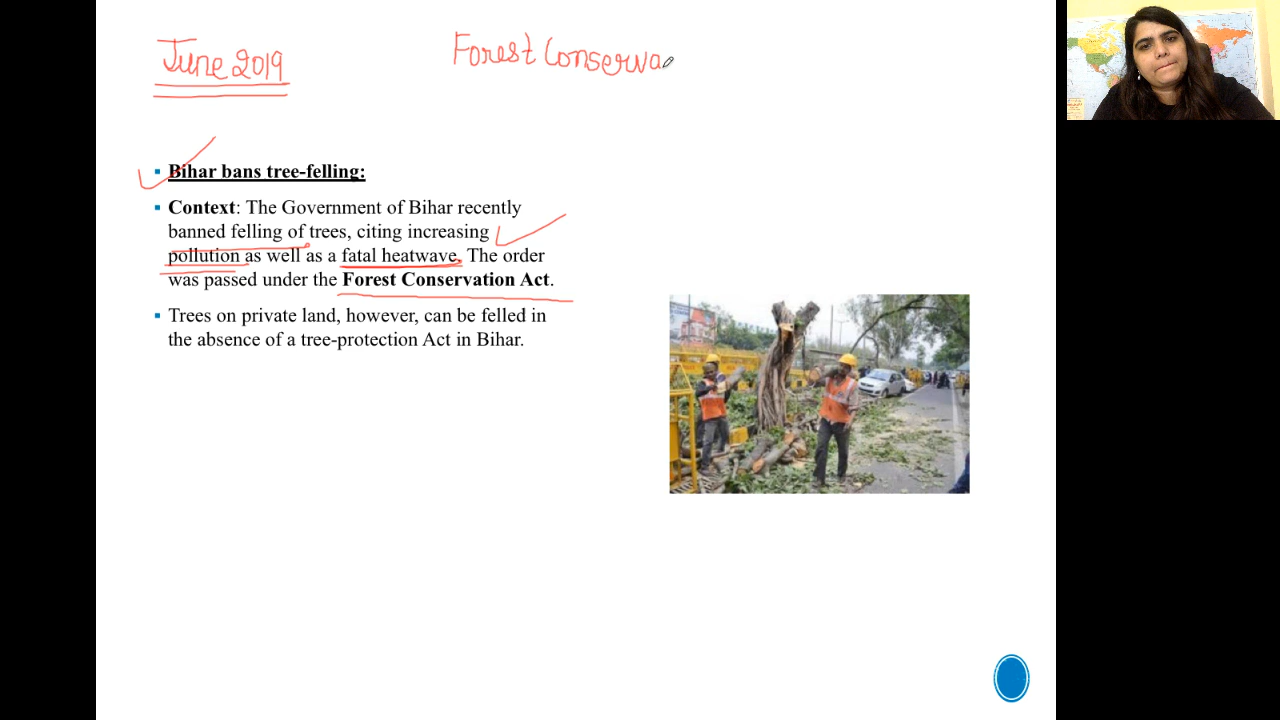 June 2019
Forest Conserva
Bihar bans tree-felling:
Context: The Government of Bihar recently
banned felling of trees, citing increasing
pollution as well as a fatal heatwave. The order
was passed under the Forest Conservation Act.
Trees on private land, however, can be felled in
the absence of a tree-protection Act in Bihar.